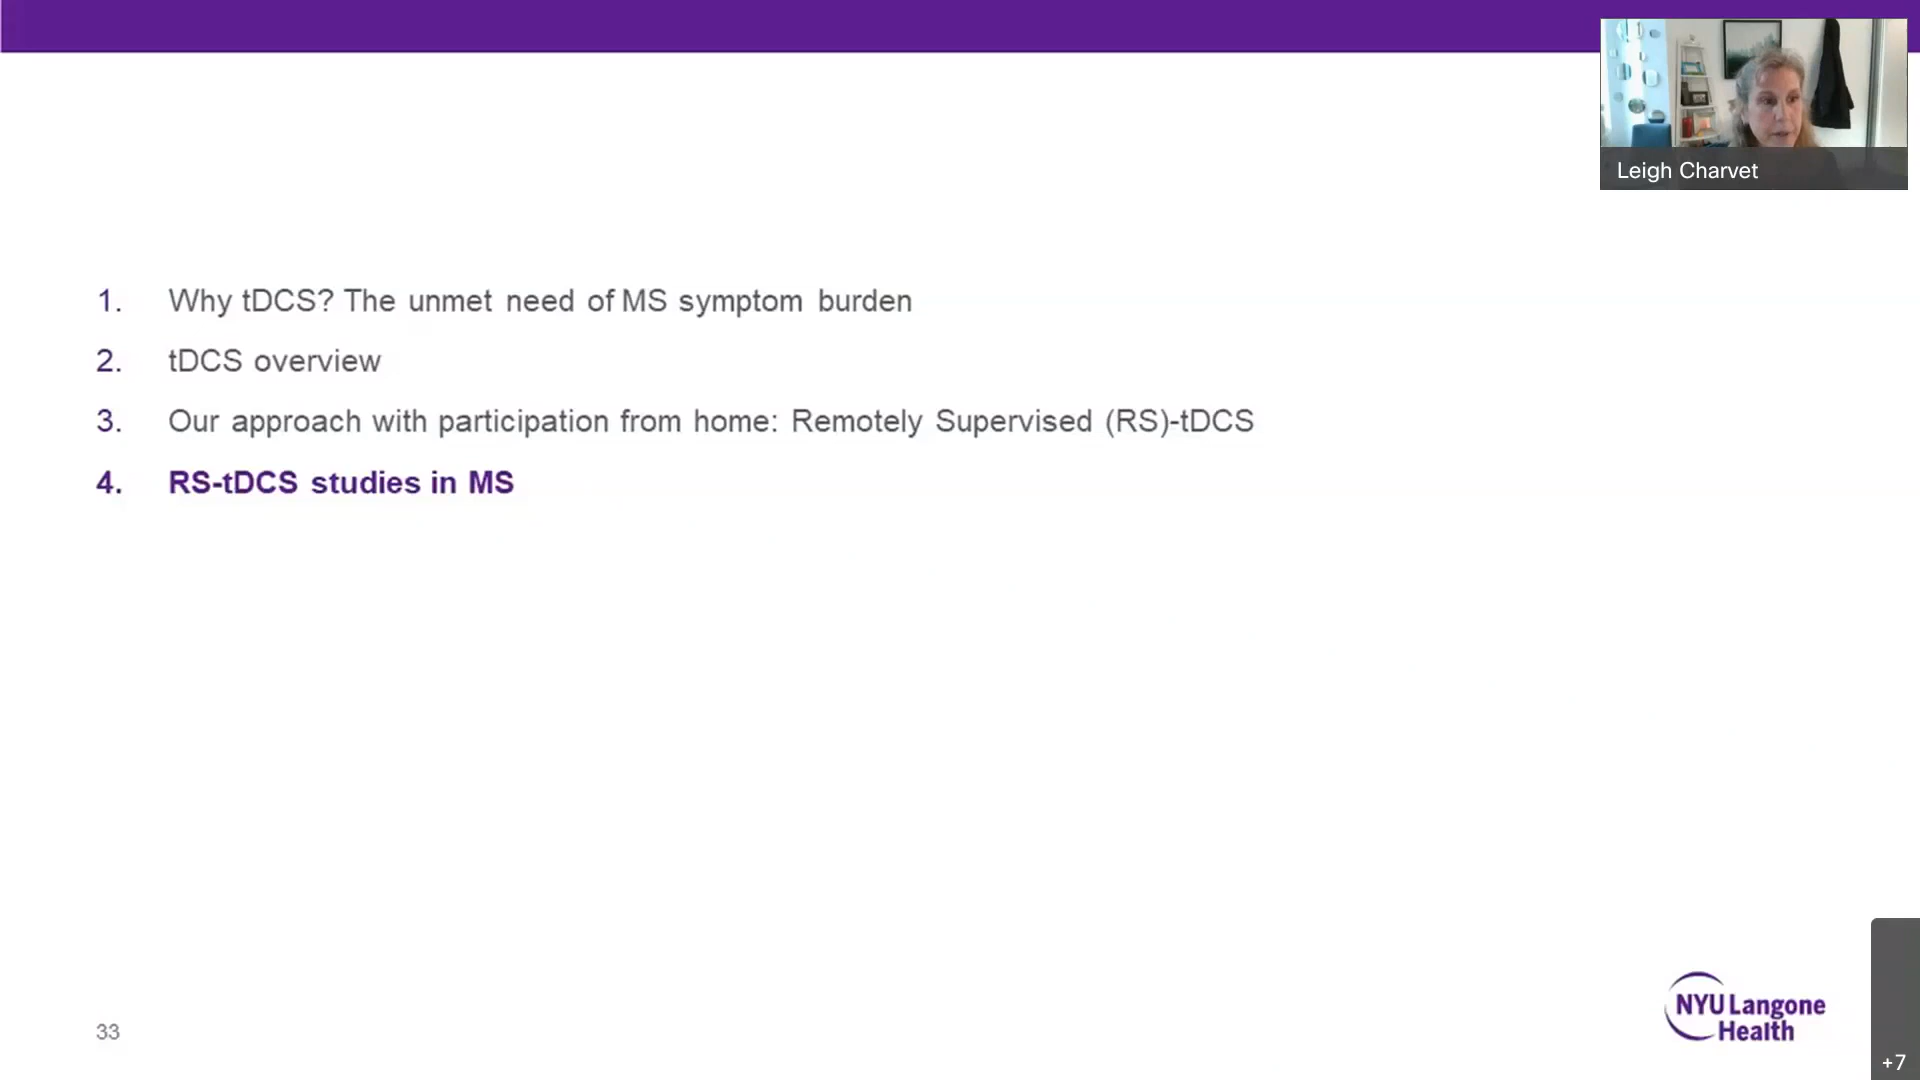 Leigh Charvet
1. Why tDCS? The unmet need of MS symptom burden
2. tDCS overview
3. Our approach with participation from home: Remotely Supervised (RS)-tDCS
4. RS-tDCS studies in MS
33
NYU Langone
Health
+7